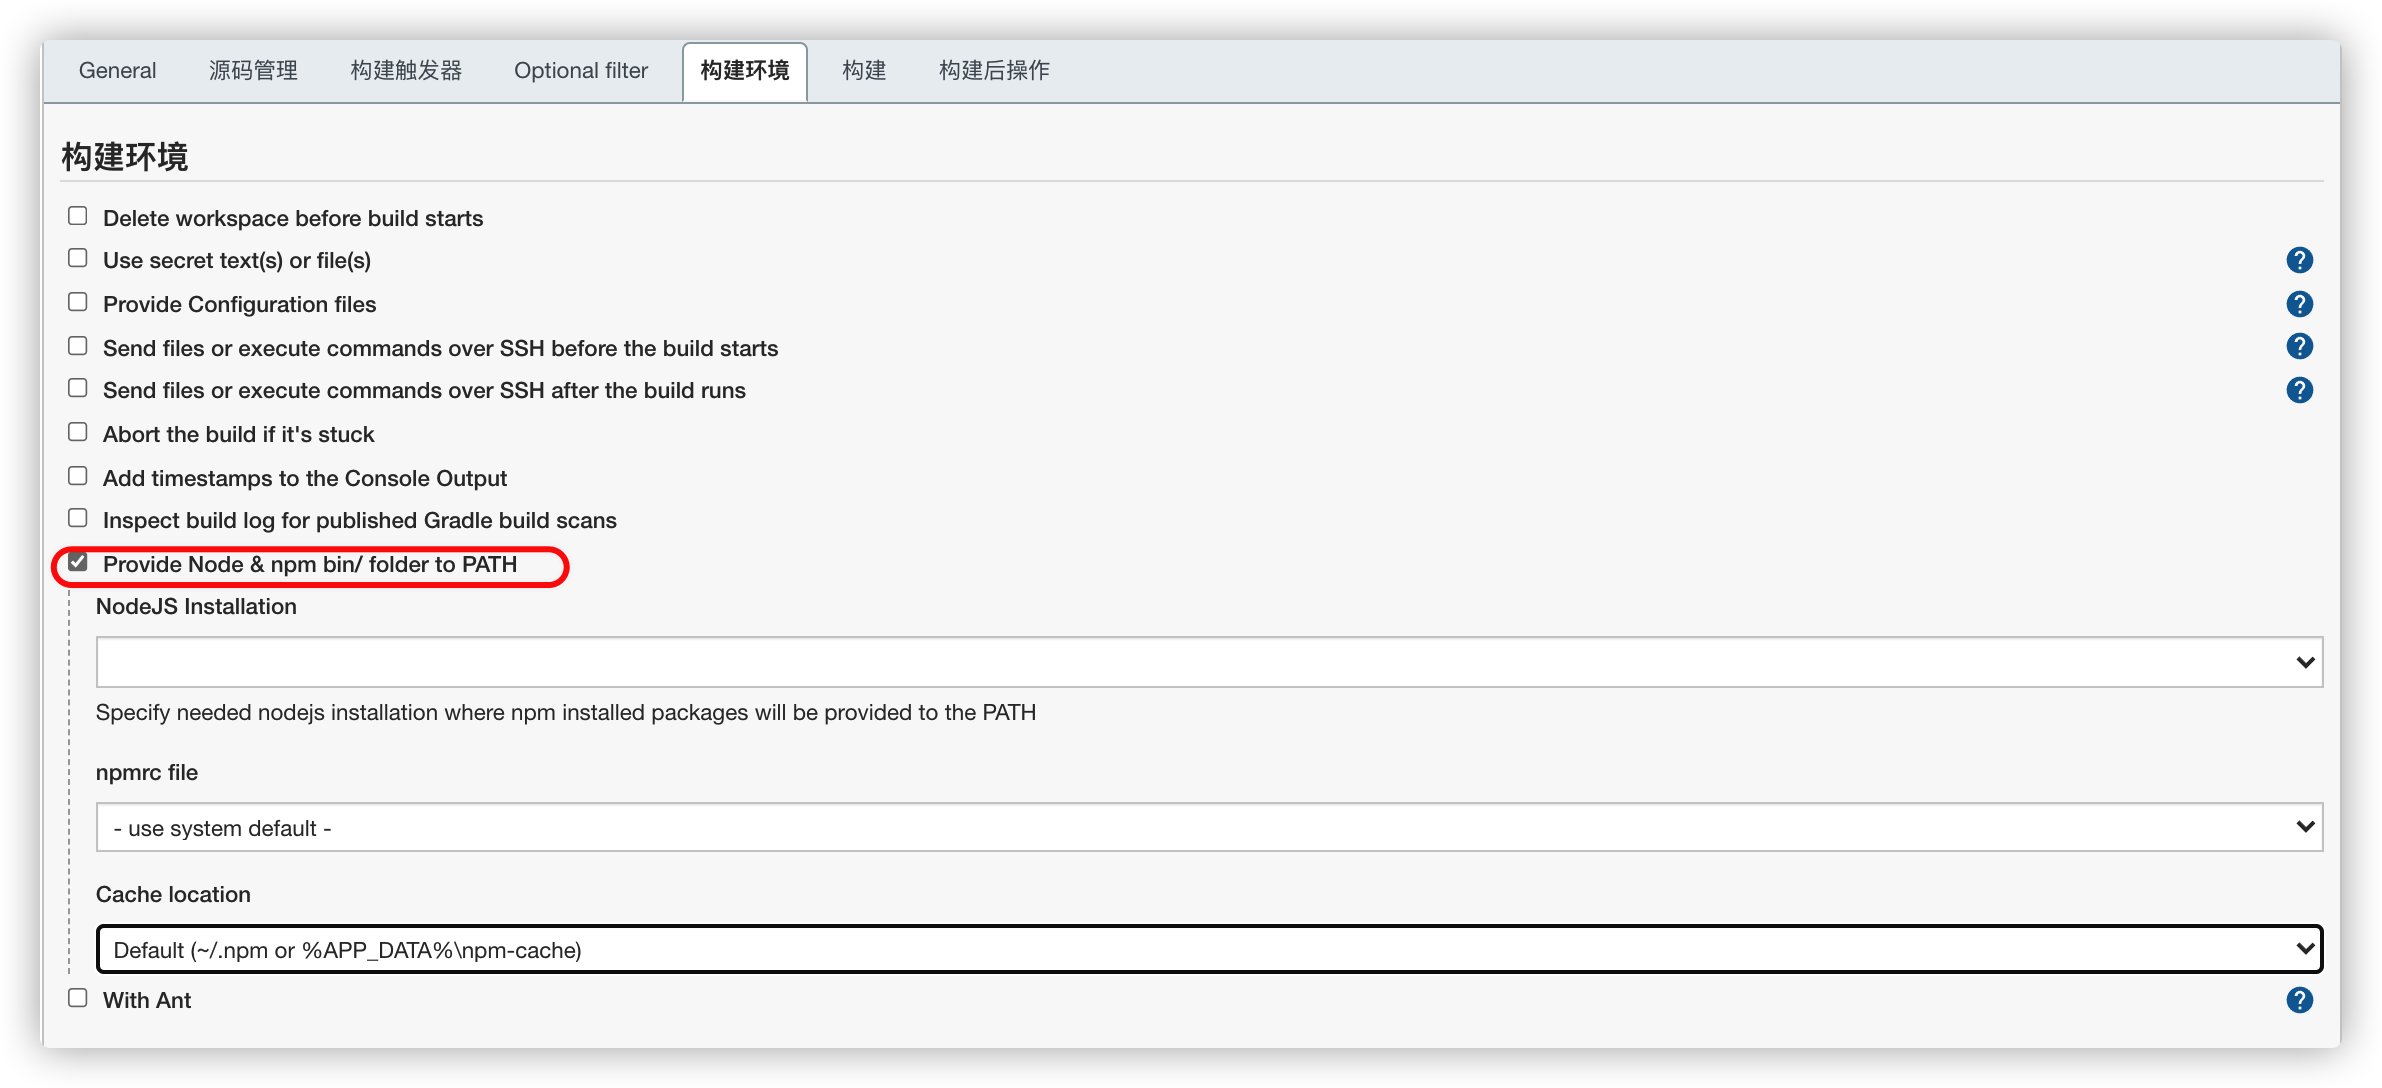 General 源码管理 构建触发器 Optional filter 构建环境 构建 构建后操作
构建环境
Delete workspace before build starts
Use secret text(s) or file(s)
?
Provide Configuration files
?
Send files or execute commands over SSH before the build starts
?
Send files or execute commands over SSH after the build runs
?
Abort the build if it's stuck
Add timestamps to the Console Output
Inspect build log for published Gradle build scans
Provide Node & npm bin/ folder to PATH
NodeJS Installation
Specify needed nodejs installation where npm installed packages will be provided to the PATH
npmrc file
- use system default -
Cache location
Default (~/.npm or %APP_DATA%\npm-cache)
With Ant
?